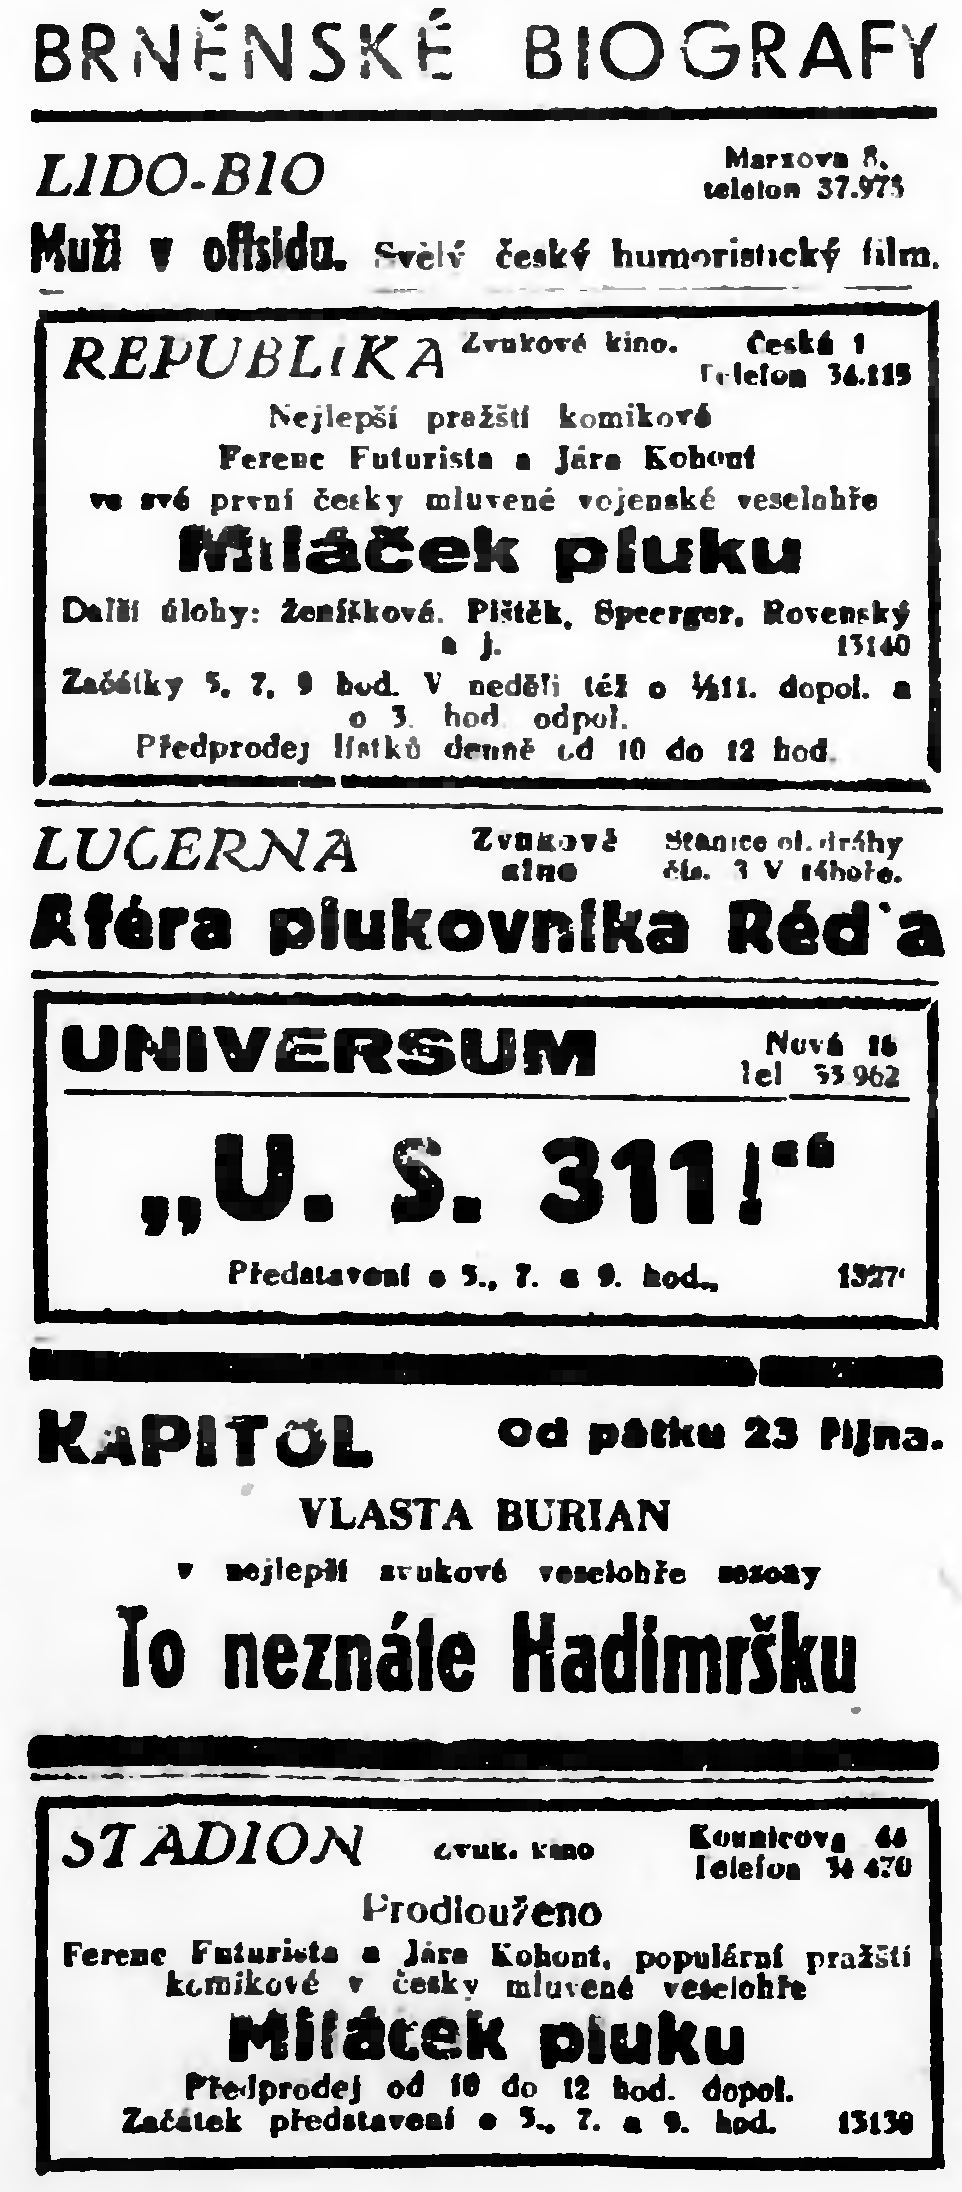 BRNĚNSKÉ BIOGRAFY
LIDO-BIO
Marxova 8.
telefon 37.973
Muži v offsidu. Svěží český humoristický film.
REPUBLIKA Zvukové kino. Česká 1
Telefon 34.115
Nejlepší pražští komikové
Ferenc Futurista a Jára Kohout
ve své první česky mluvené vojenské veselohře
Miláček pluku
Další úlohy: Ženíšková, Pištěk, Speerger, Rovenský
a j. 13140
Začátky 5, 7, 9 hod. V neděli též o ½11. dopol. a
o 3. hod. odpol.
Předprodej lístků denně od 10 do 12 hod.
LUCERNA
Zvukové
kino
Stanice el. dráhy
čís. 3 V
Aféra plukovníka Réd'a
UNIVERSUM
Nová 16
Tel 33.962
„U. S. 311!“
Představení o 5., 7. a 9. hod.,
KAPITOL Od pátku 23 října.
VLASTA BURIAN
v nejlepší zvukové veselohře sezony
To neznáte Hadimršku
STADION zvuk. kino
Kounicova 44
Telefon 470
Prodlouženo
Ferenc Futurista a Jára Kohout, populární pražští
komikové v česky mluvené veselohře
Miláček pluku
Předprodej od 10 do 12 hod. dopol.
Začátek představení o 5., 7. a 9. hod. 13130